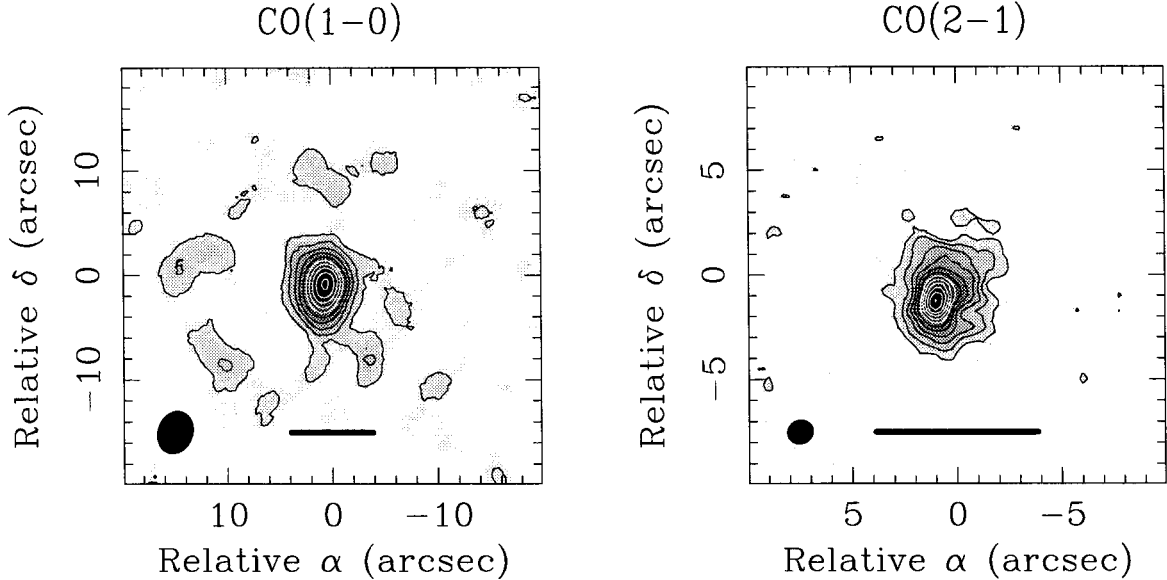 CO(1-0)
CO(2-1)
Relative δ (arcsec)
10
0
-10
10
0
-10
Relative α (arcsec)
Relative δ (arcsec)
5
0
-5
5
0
-5
Relative α (arcsec)